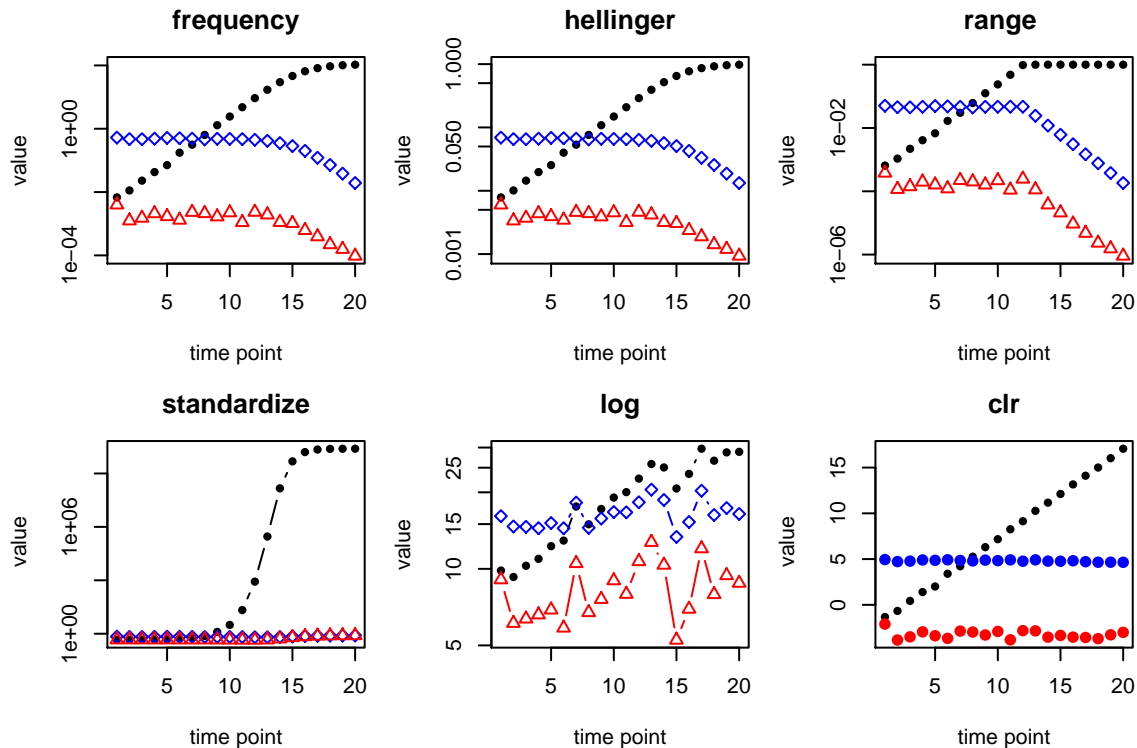 frequency
value
1e+00
1e-04
5
10
15
20
time point
hellinger
value
1.000
0.050
0.001
5
10
15
20
time point
range
value
1e-02
1e-06
5
10
15
20
time point
standardize
value
1e+06
1e+00
5
10
15
20
time point
log
value
25
15
10
5
5
10
15
20
time point
clr
value
15
10
5
0
5
10
15
20
time point